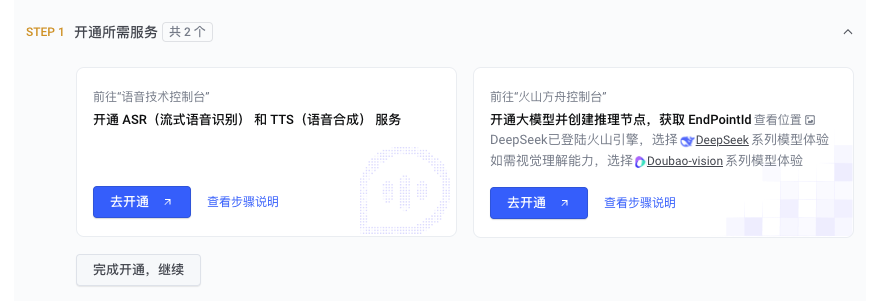 STEP 1 开通所需服务 共 2 个
前往“语音技术控制台”
开通 ASR（流式语音识别） 和 TTS（语音合成） 服务
去开通
查看步骤说明
前往“火山方舟控制台”
开通大模型并创建推理节点，获取 EndPointId 查看位置
DeepSeek已登陆火山引擎，选择 DeepSeek 系列模型体验
如需视觉理解能力，选择 Doubao-vision 系列模型体验
去开通
查看步骤说明
完成开通，继续